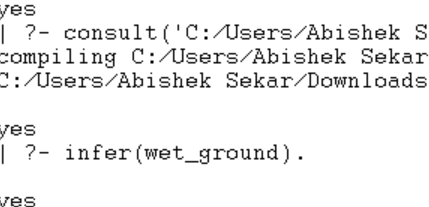 yes
| ?- consult('C:/Users/Abishek S
compiling C:/Users/Abishek Sekar
C:/Users/Abishek Sekar/Downloads
yes
| ?- infer(wet_ground).
yes